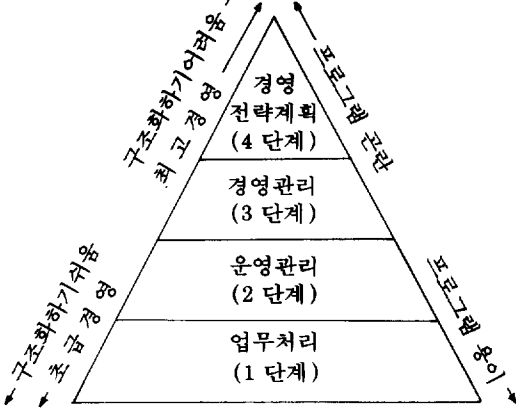 구조화하기어려움
최고경영
프로그램 곤란
경영
전략계획
(4 단계)
경영관리
(3 단계)
운영관리
(2 단계)
업무처리
(1 단계)
구조화하기쉬움
초급경영
프로그램 용이